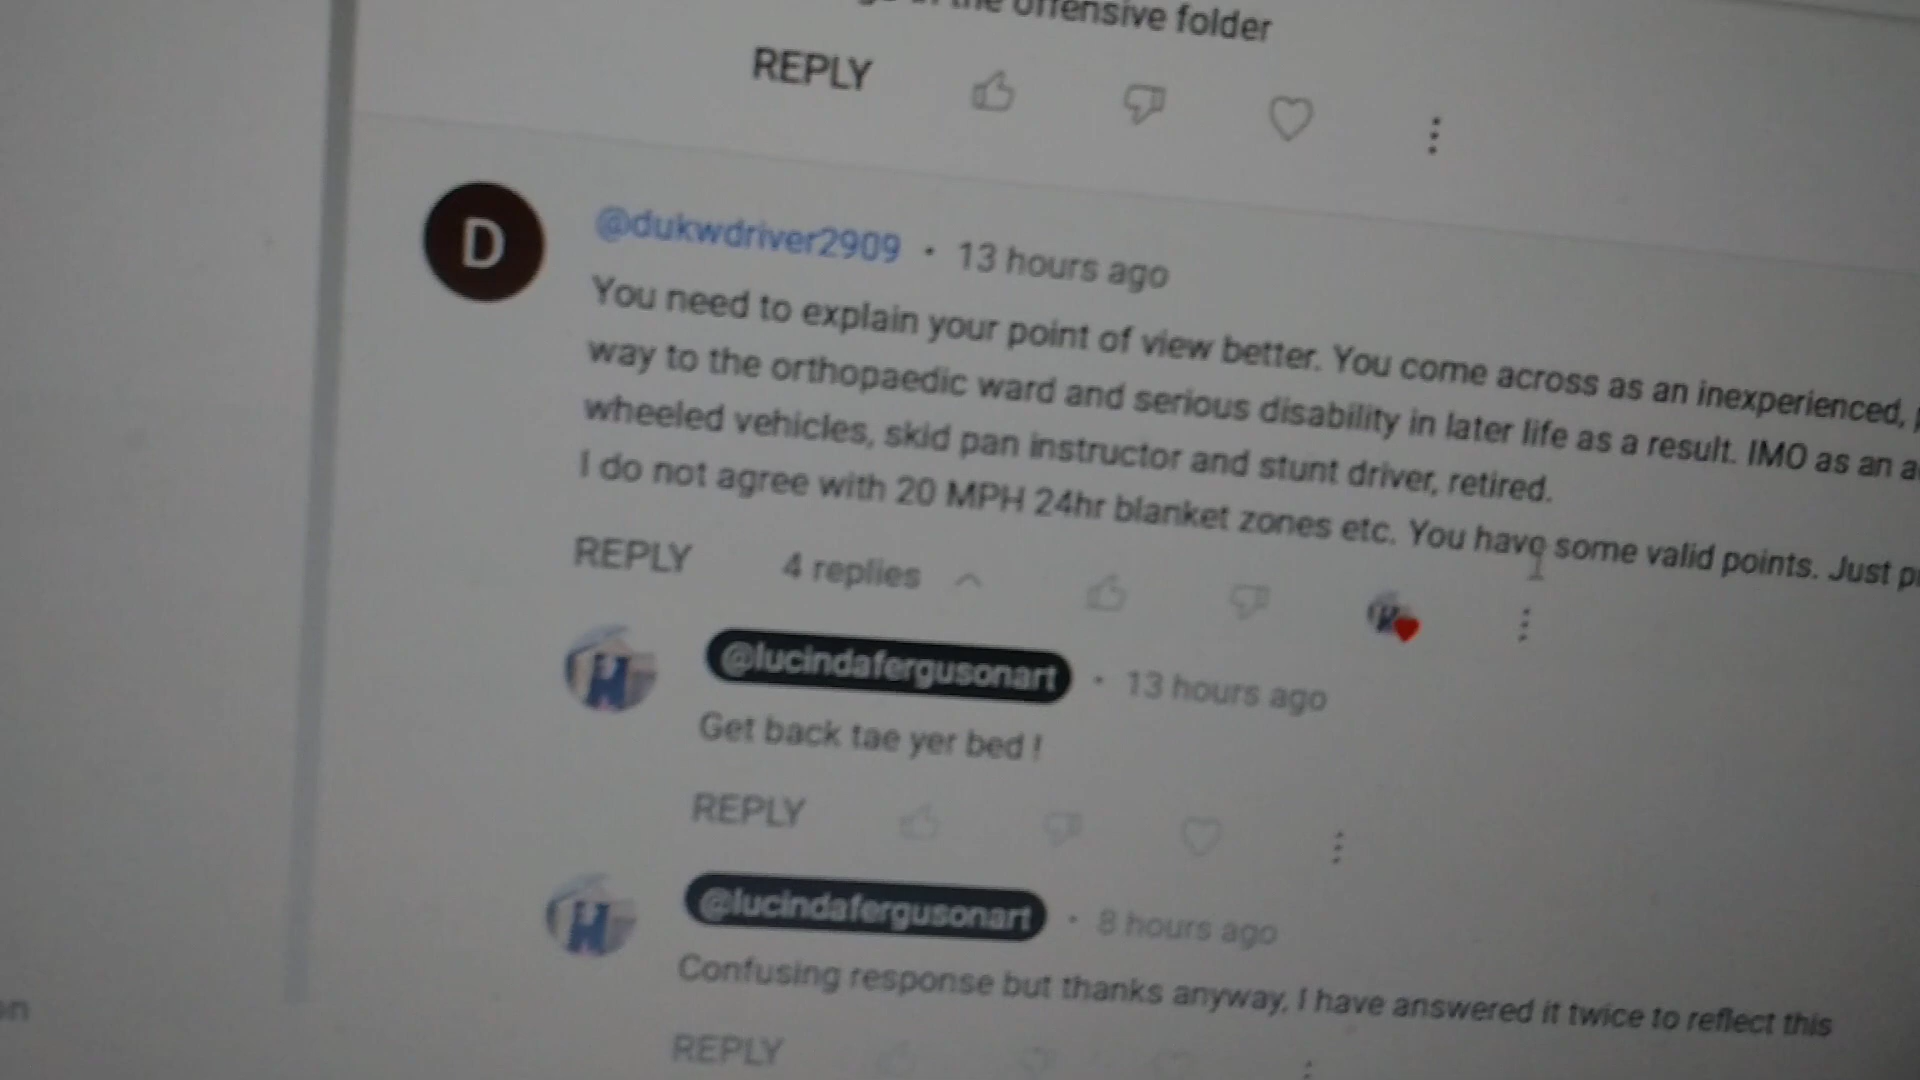 the offensive folder
REPLY
D
@dukwdriver2909 • 13 hours ago
You need to explain your point of view better. You come across as an inexperienced,
way to the orthopaedic ward and serious disability in later life as a result. IMO as an
wheeled vehicles, skid pan instructor and stunt driver, retired.
I do not agree with 20 MPH 24hr blanket zones etc. You have some valid points. Just
REPLY 4 replies
H
@lucindafergusonart • 13 hours ago
Get back tae yer bed !
REPLY
H
@lucindafergusonart • 8 hours ago
Confusing response but thanks anyway, I have answered it twice to reflect this
REPLY